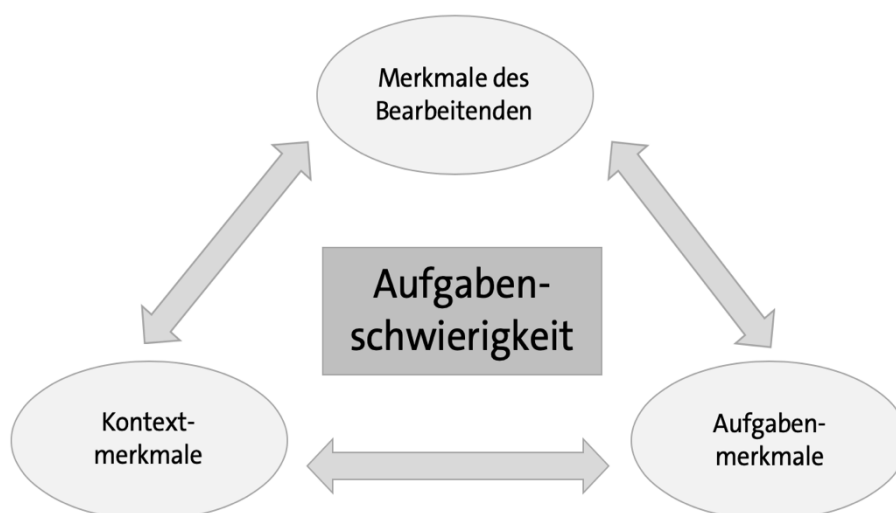 Merkmale des
Bearbeitenden
Aufgaben-
schwierigkeit
Kontext-
merkmale
Aufgaben-
merkmale